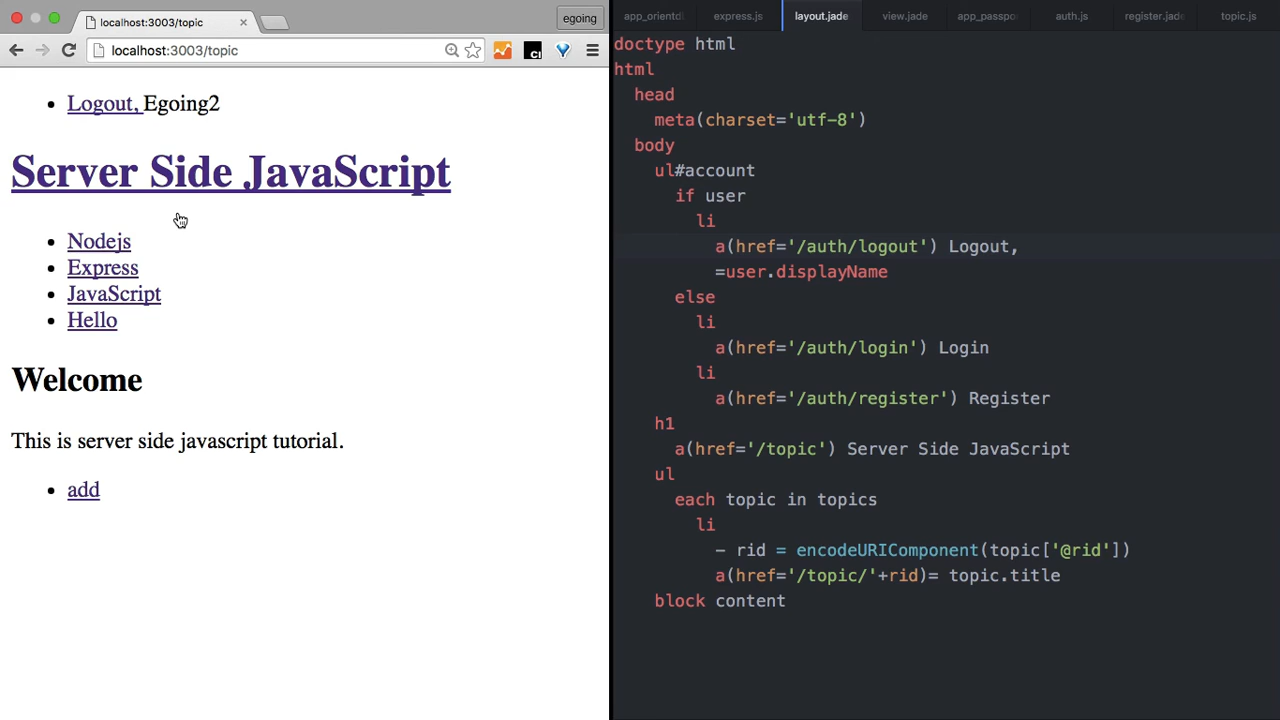 localhost:3003/topic
egoing
localhost:3003/topic
Logout, Egoing2
Server Side JavaScript
Nodejs
Express
JavaScript
Hello
Welcome
This is server side javascript tutorial.
add
app_orientd
express.js
layout.jade
view.jade
app_passpo
auth.js
register.jade
topic.js
doctype html
html
head
meta(charset='utf-8')
body
ul#account
if user
li
a(href='/auth/logout') Logout,
=user.displayName
else
li
a(href='/auth/login') Login
li
a(href='/auth/register') Register
h1
a(href='/topic') Server Side JavaScript
ul
each topic in topics
li
- rid = encodeURIComponent(topic['@rid'])
a(href='/topic/'+rid)= topic.title
block content